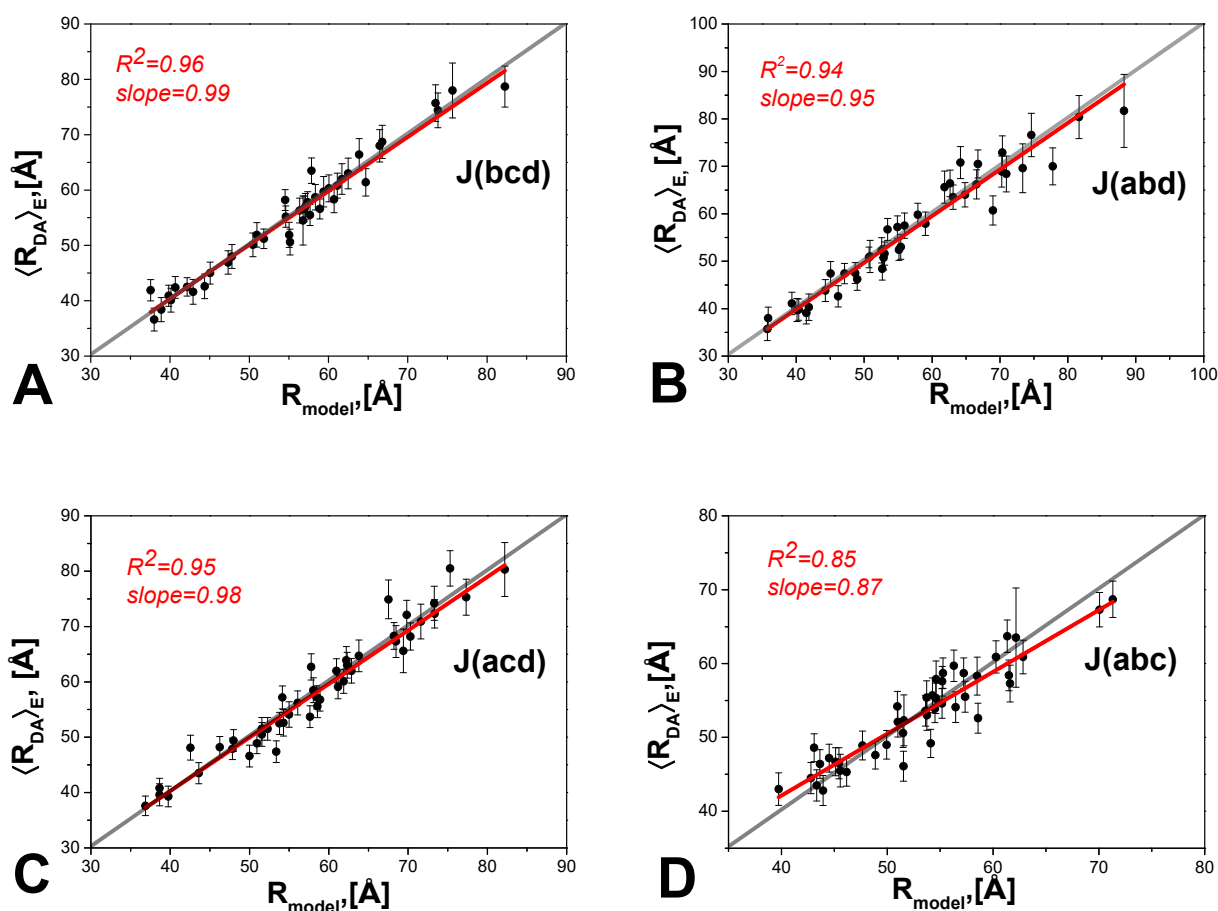 90
80
70
60
50
40
30
⟨R_DA⟩_E, [Å]
R²=0.96
slope=0.99
J(bcd)
30 40 50 60 70 80 90
R_model, [Å]
A
100
90
80
70
60
50
40
30
⟨R_DA⟩_E, [Å]
R²=0.94
slope=0.95
J(abd)
30 40 50 60 70 80 90 100
R_model, [Å]
B
90
80
70
60
50
40
30
⟨R_DA⟩_E, [Å]
R²=0.95
slope=0.98
J(acd)
30 40 50 60 70 80 90
R_model, [Å]
C
80
70
60
50
40
⟨R_DA⟩_E, [Å]
R²=0.85
slope=0.87
J(abc)
40 50 60 70 80
R_model, [Å]
D